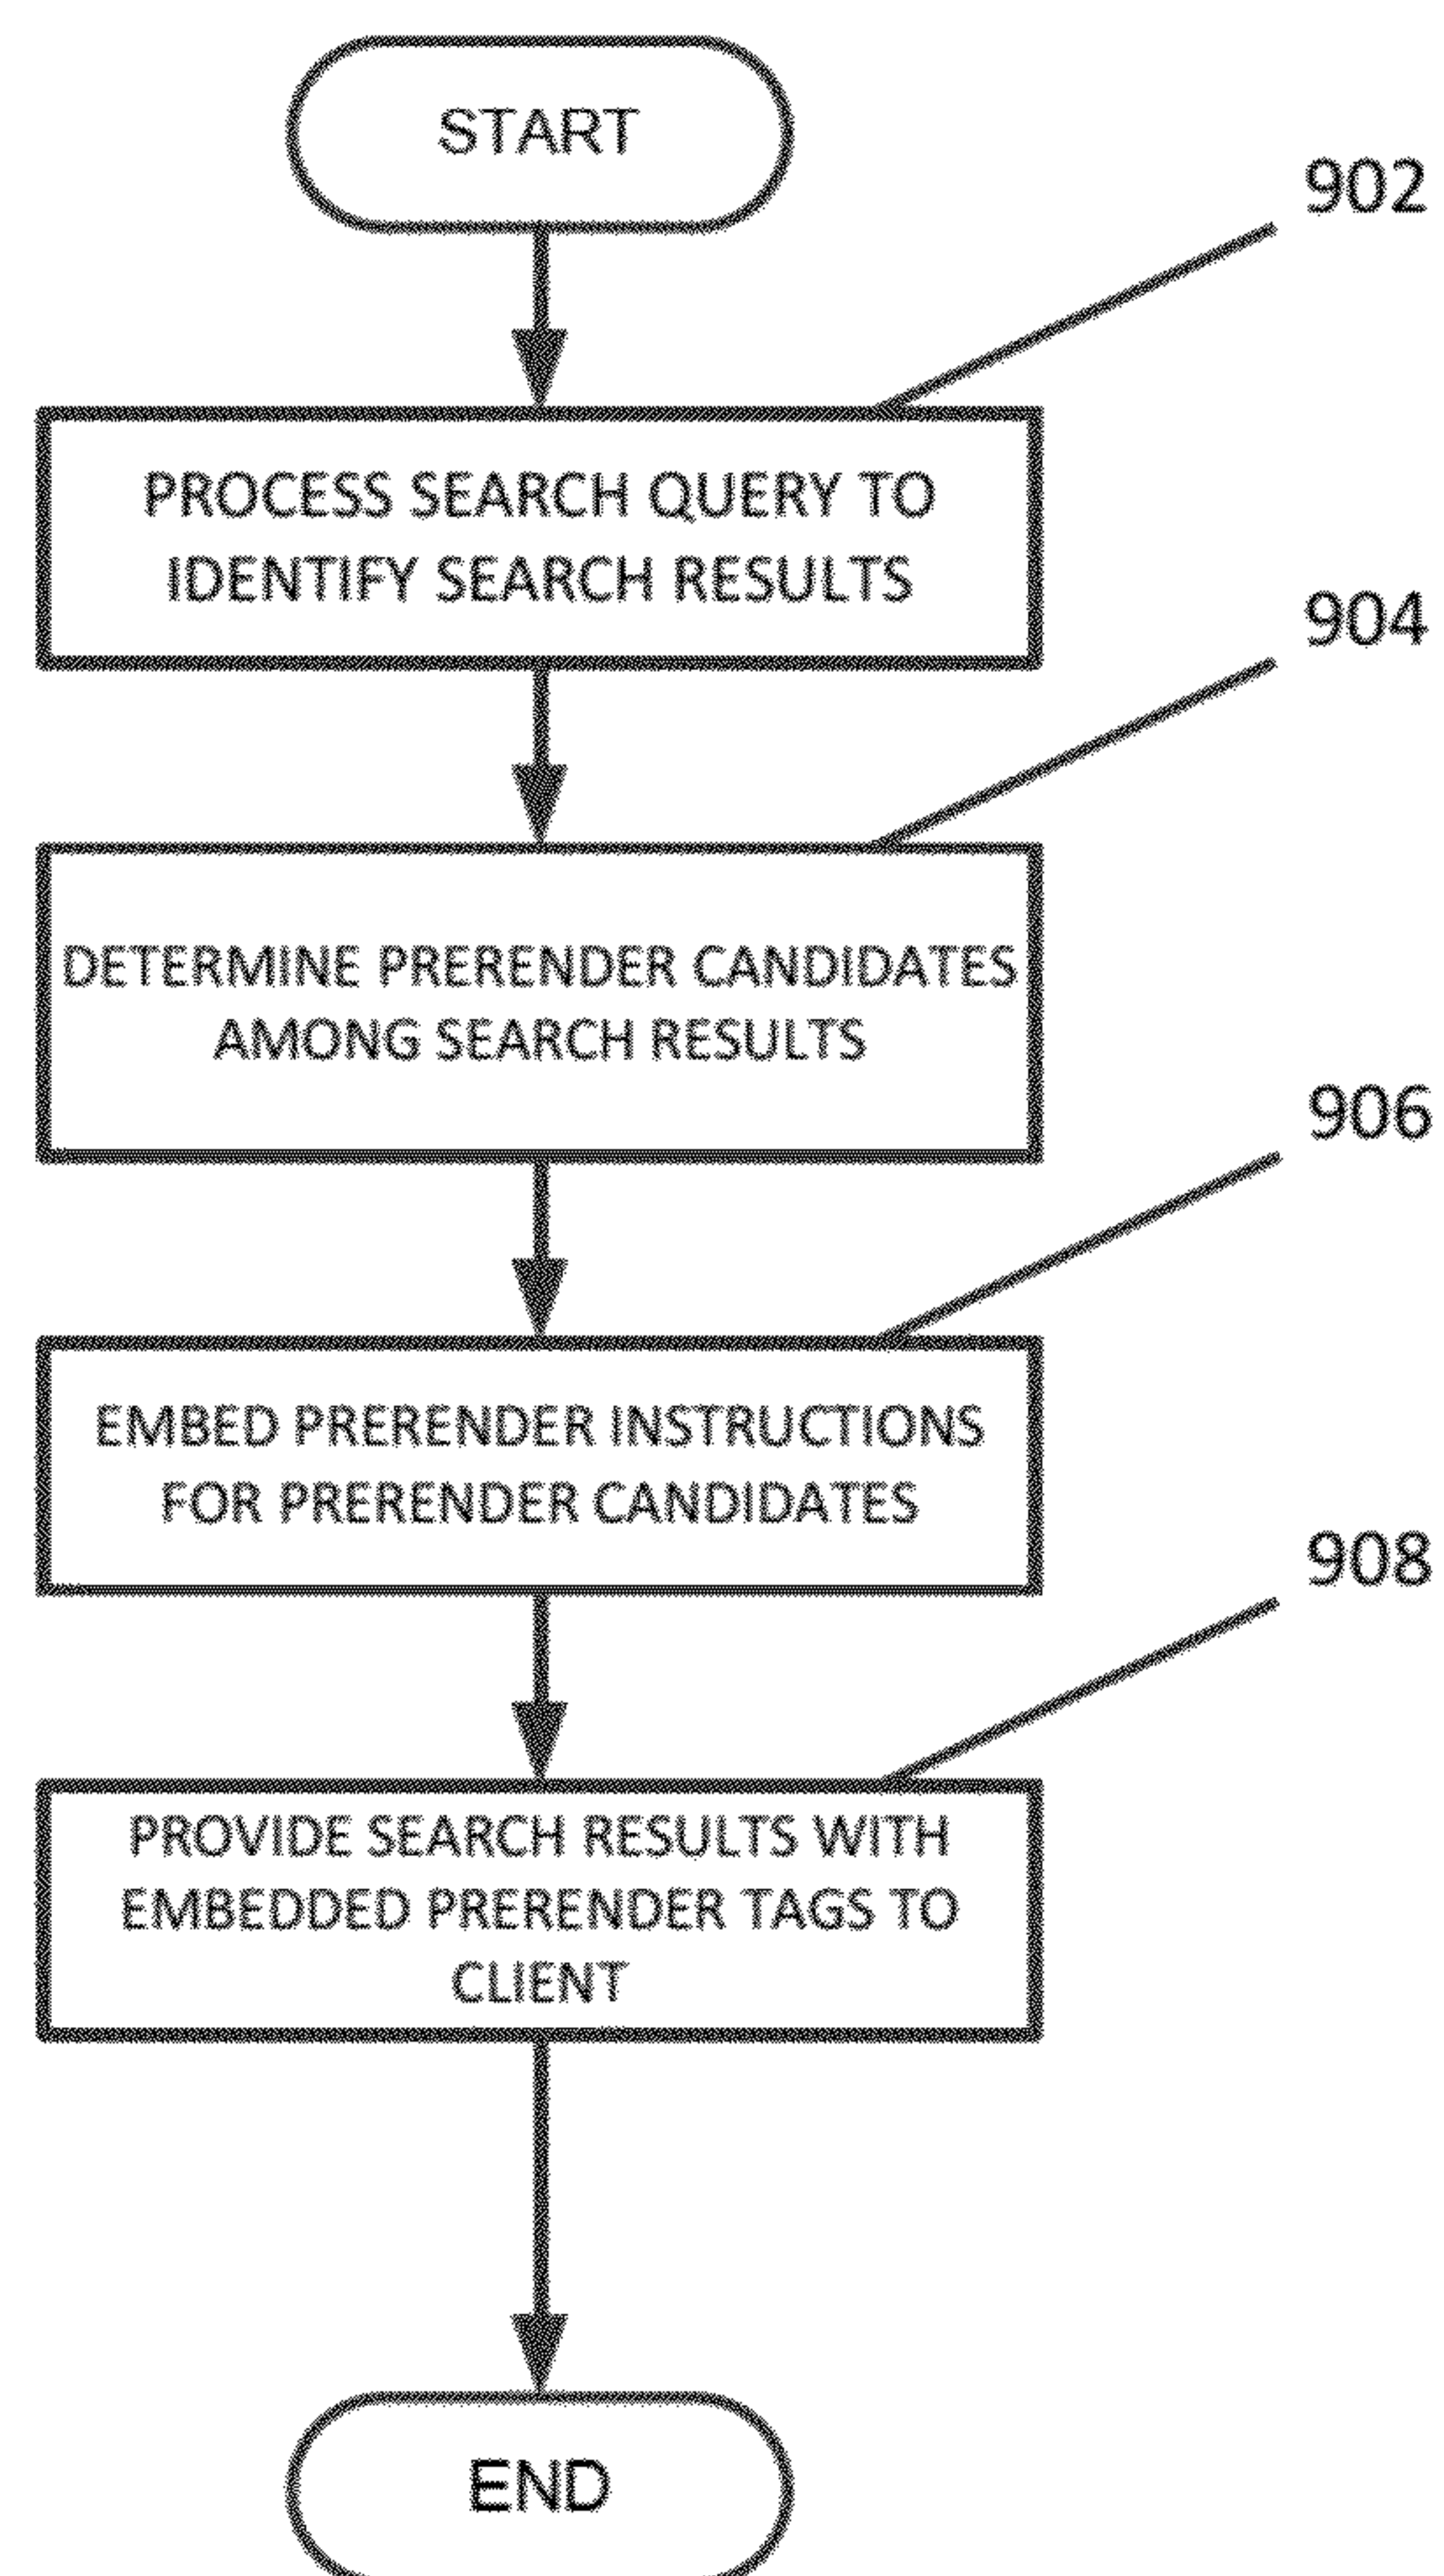 START
902
PROCESS SEARCH QUERY TO
IDENTIFY SEARCH RESULTS
904
DETERMINE PRERENDER CANDIDATES
AMONG SEARCH RESULTS
906
EMBED PRERENDER INSTRUCTIONS
FOR PRERENDER CANDIDATES
908
PROVIDE SEARCH RESULTS WITH
EMBEDDED PRERENDER TAGS TO
CLIENT
END